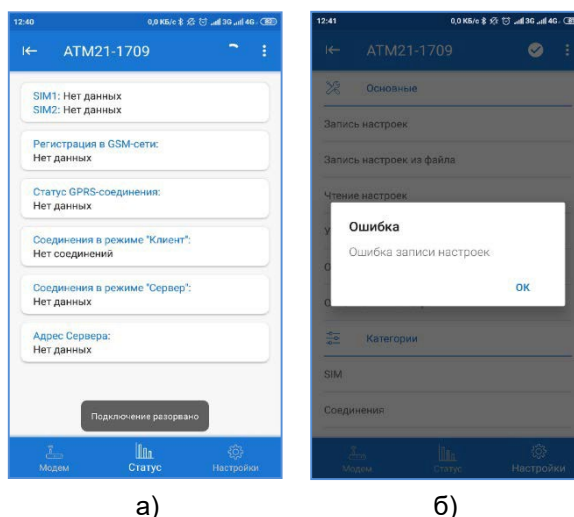 12:40
0,0 КБ/с 3G 4G
ATM21-1709
SIM1: Нет данных
SIM2: Нет данных
Регистрация в GSM-сети:
Нет данных
Статус GPRS-соединения:
Нет данных
Соединения в режиме "Клиент":
Нет соединений
Соединения в режиме "Сервер":
Нет данных
Адрес Сервера:
Нет данных
Подключение разорвано
Модем Статус Настройки
а)
12:41
0,0 КБ/с 3G 4G
ATM21-1709
Основные
Запись настроек
Запись настроек из файла
Чтение настроек
Ошибка
Ошибка записи настроек
ОК
Категории
SIM
Соединения
Модем Статус Настройки
б)